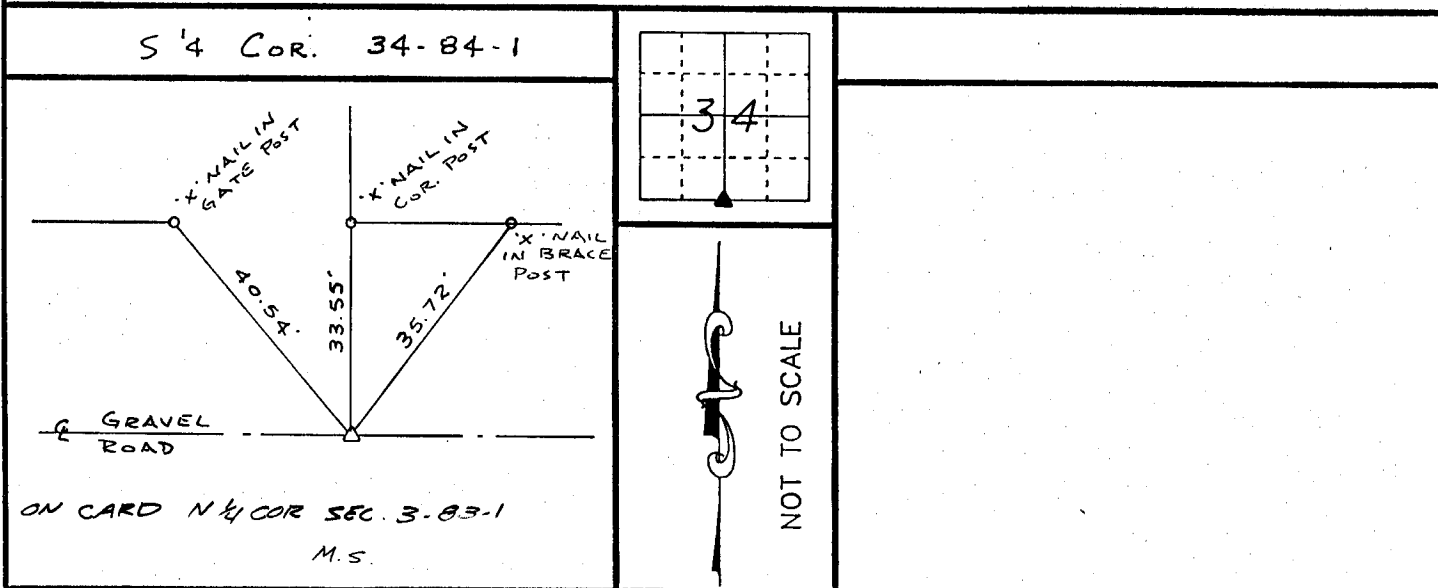 S 1/4 COR. 34-84-1
"X" NAIL IN
GATE POST
"X" NAIL IN
COR. POST
"X" NAIL
IN BRACE
POST
40.54'
33.55'
35.72'
℄ GRAVEL
ROAD
ON CARD N 1/4 COR SEC. 3-83-1
M.S.
34
NOT TO SCALE